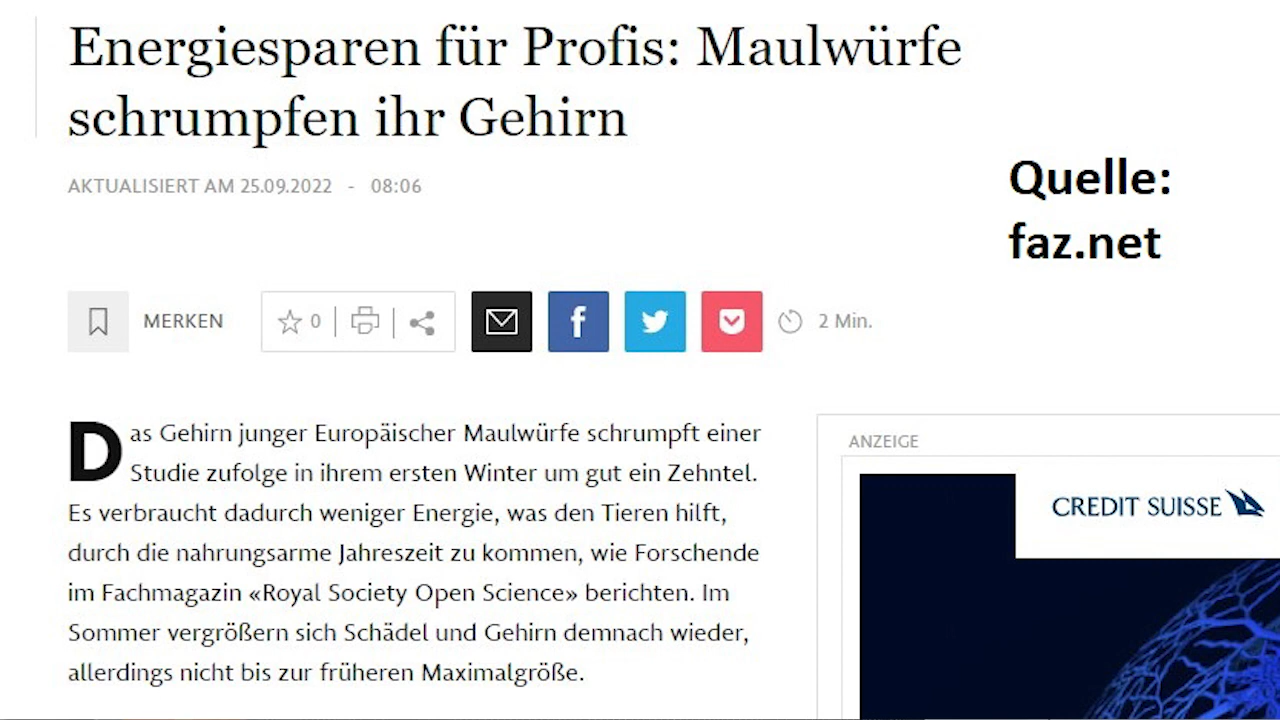 Energiesparen für Profis: Maulwürfe
schrumpfen ihr Gehirn
AKTUALISIERT AM 25.09.2022 - 08:06
Quelle:
faz.net
MERKEN
0
2 Min.
Das Gehirn junger Europäischer Maulwürfe schrumpft einer
Studie zufolge in ihrem ersten Winter um gut ein Zehntel.
Es verbraucht dadurch weniger Energie, was den Tieren hilft,
durch die nahrungsarme Jahreszeit zu kommen, wie Forschende
im Fachmagazin «Royal Society Open Science» berichten. Im
Sommer vergrößern sich Schädel und Gehirn demnach wieder,
allerdings nicht bis zur früheren Maximalgröße.
ANZEIGE
CREDIT SUISSE